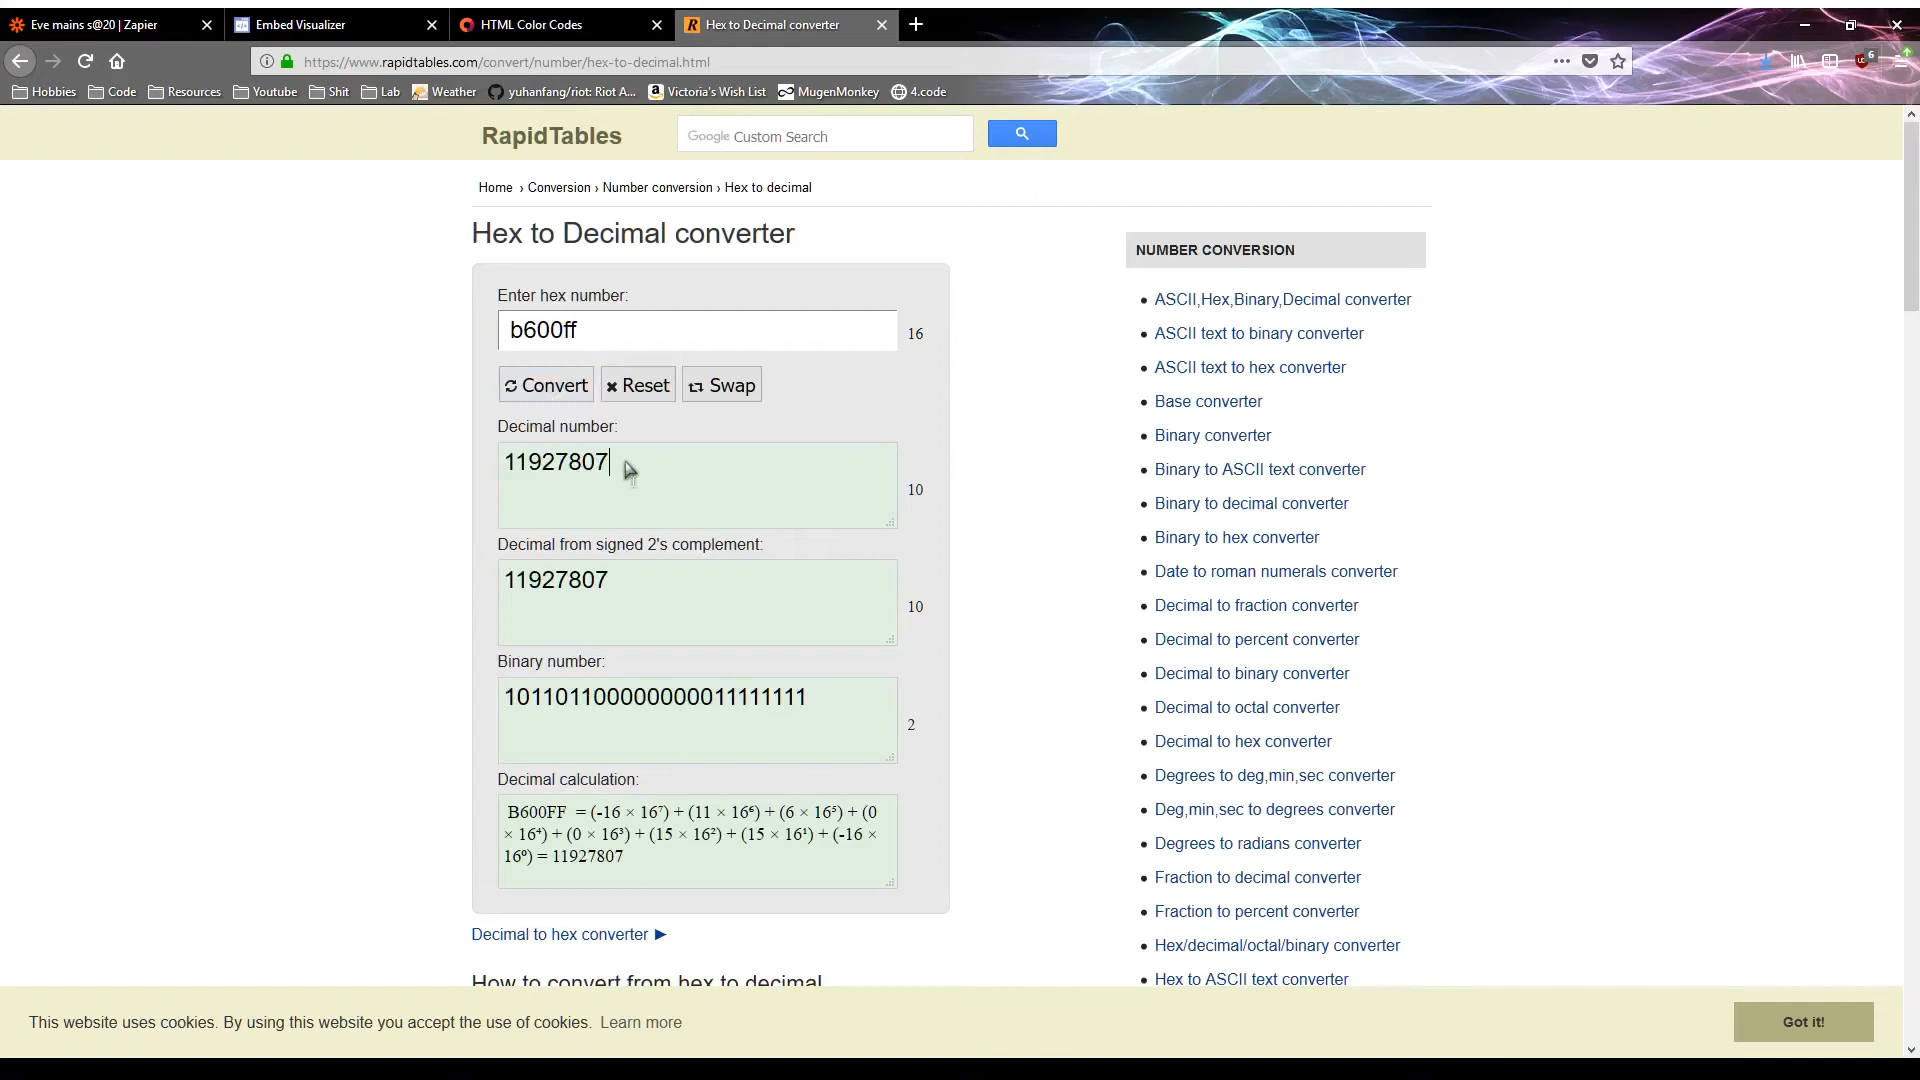 Eve mains s@20 | Zapier
Embed Visualizer
HTML Color Codes
Hex to Decimal converter
https://www.rapidtables.com/convert/number/hex-to-decimal.html
6
Hobbies
Code
Resources
Youtube
Shit
Lab
Weather
yuhanfang/riot: Riot A...
Victoria's Wish List
MugenMonkey
4.code
RapidTables
Google Custom Search
Home › Conversion › Number conversion › Hex to decimal
Hex to Decimal converter
Enter hex number:
b600ff
16
Convert
Reset
Swap
Decimal number:
11927807
10
Decimal from signed 2's complement:
11927807
10
Binary number:
101101100000000011111111
2
Decimal calculation:
B600FF = (-16 × 16⁷) + (11 × 16⁶) + (6 × 16⁵) + (0
× 16⁴) + (0 × 16³) + (15 × 16²) + (15 × 16¹) + (-16 ×
16⁰) = 11927807
Decimal to hex converter ►
How to convert from hex to decimal
NUMBER CONVERSION
ASCII,Hex,Binary,Decimal converter
ASCII text to binary converter
ASCII text to hex converter
Base converter
Binary converter
Binary to ASCII text converter
Binary to decimal converter
Binary to hex converter
Date to roman numerals converter
Decimal to fraction converter
Decimal to percent converter
Decimal to binary converter
Decimal to octal converter
Decimal to hex converter
Degrees to deg,min,sec converter
Deg,min,sec to degrees converter
Degrees to radians converter
Fraction to decimal converter
Fraction to percent converter
Hex/decimal/octal/binary converter
Hex to ASCII text converter
This website uses cookies. By using this website you accept the use of cookies. Learn more
Got it!